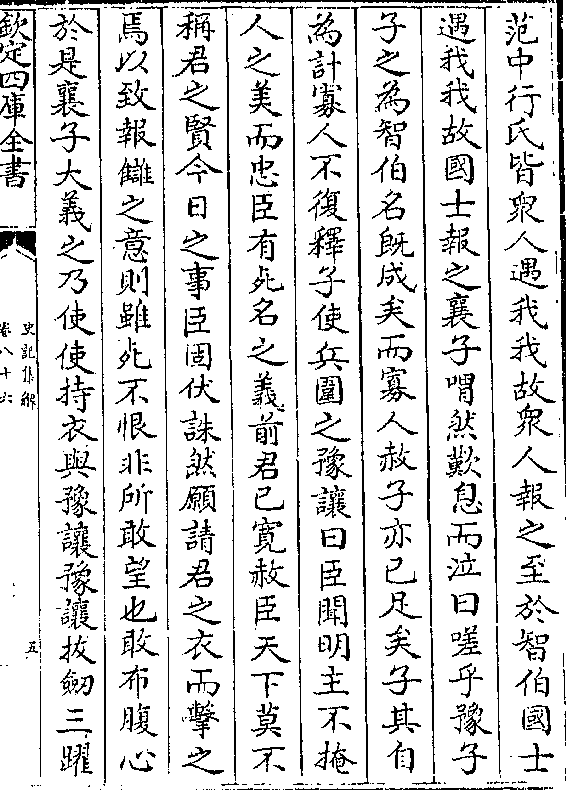 范中行氏皆衆人遇我我故衆人報之至於智伯國士
遇我我故國士報之襄子喟然歎息而泣曰嗟乎豫子
子之為智伯名既成矣而寡人赦子亦已足矣子其自
為計寡人不復釋子使兵圍之豫讓曰臣聞明主不掩
人之美而忠臣有死名之義前君已寛赦臣天下莫不
稱君之賢今日之事臣固伏誅然願請君之衣而擊之
焉以致報讎之意則雖死不恨非所敢望也敢布腹心
於是襄子大義之乃使使持衣與豫讓豫讓拔劒三躍
欽定四庫全書
史記集解
卷八十六
五